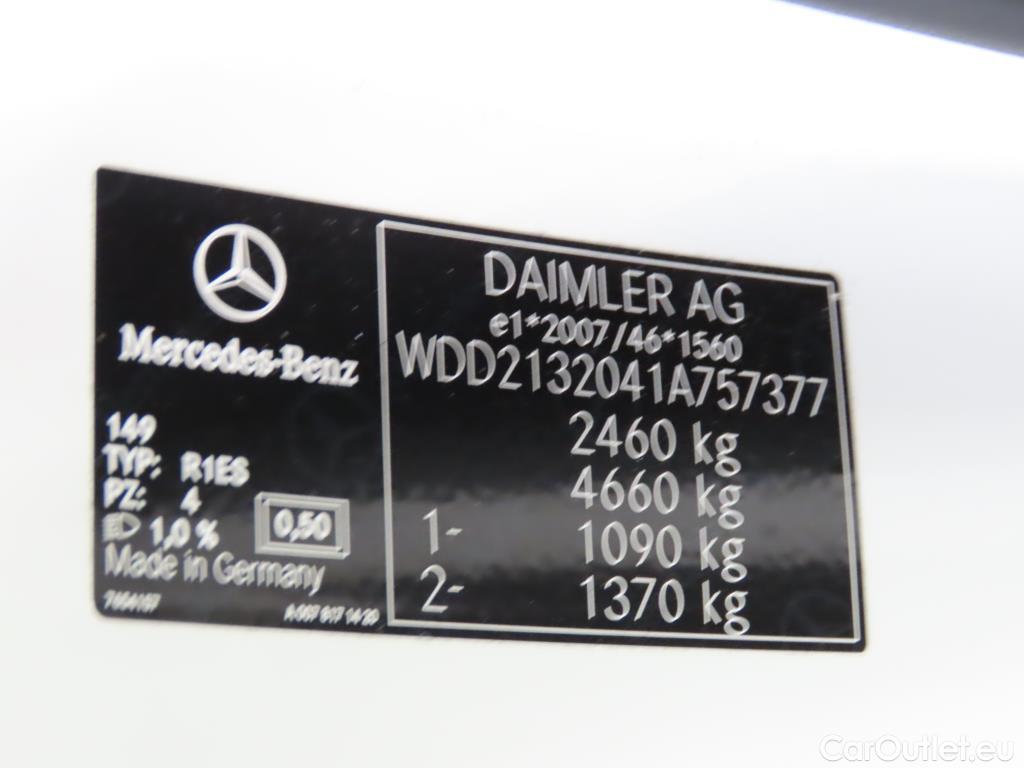 Mercedes-Benz
149
TYP: R1ES
PZ: 4
1,0 % 0,50
Made in Germany
DAIMLER AG
e1*2007/46*1560
WDD2132041A757377
2460 kg
4660 kg
1- 1090 kg
2- 1370 kg
CarOutlet.eu